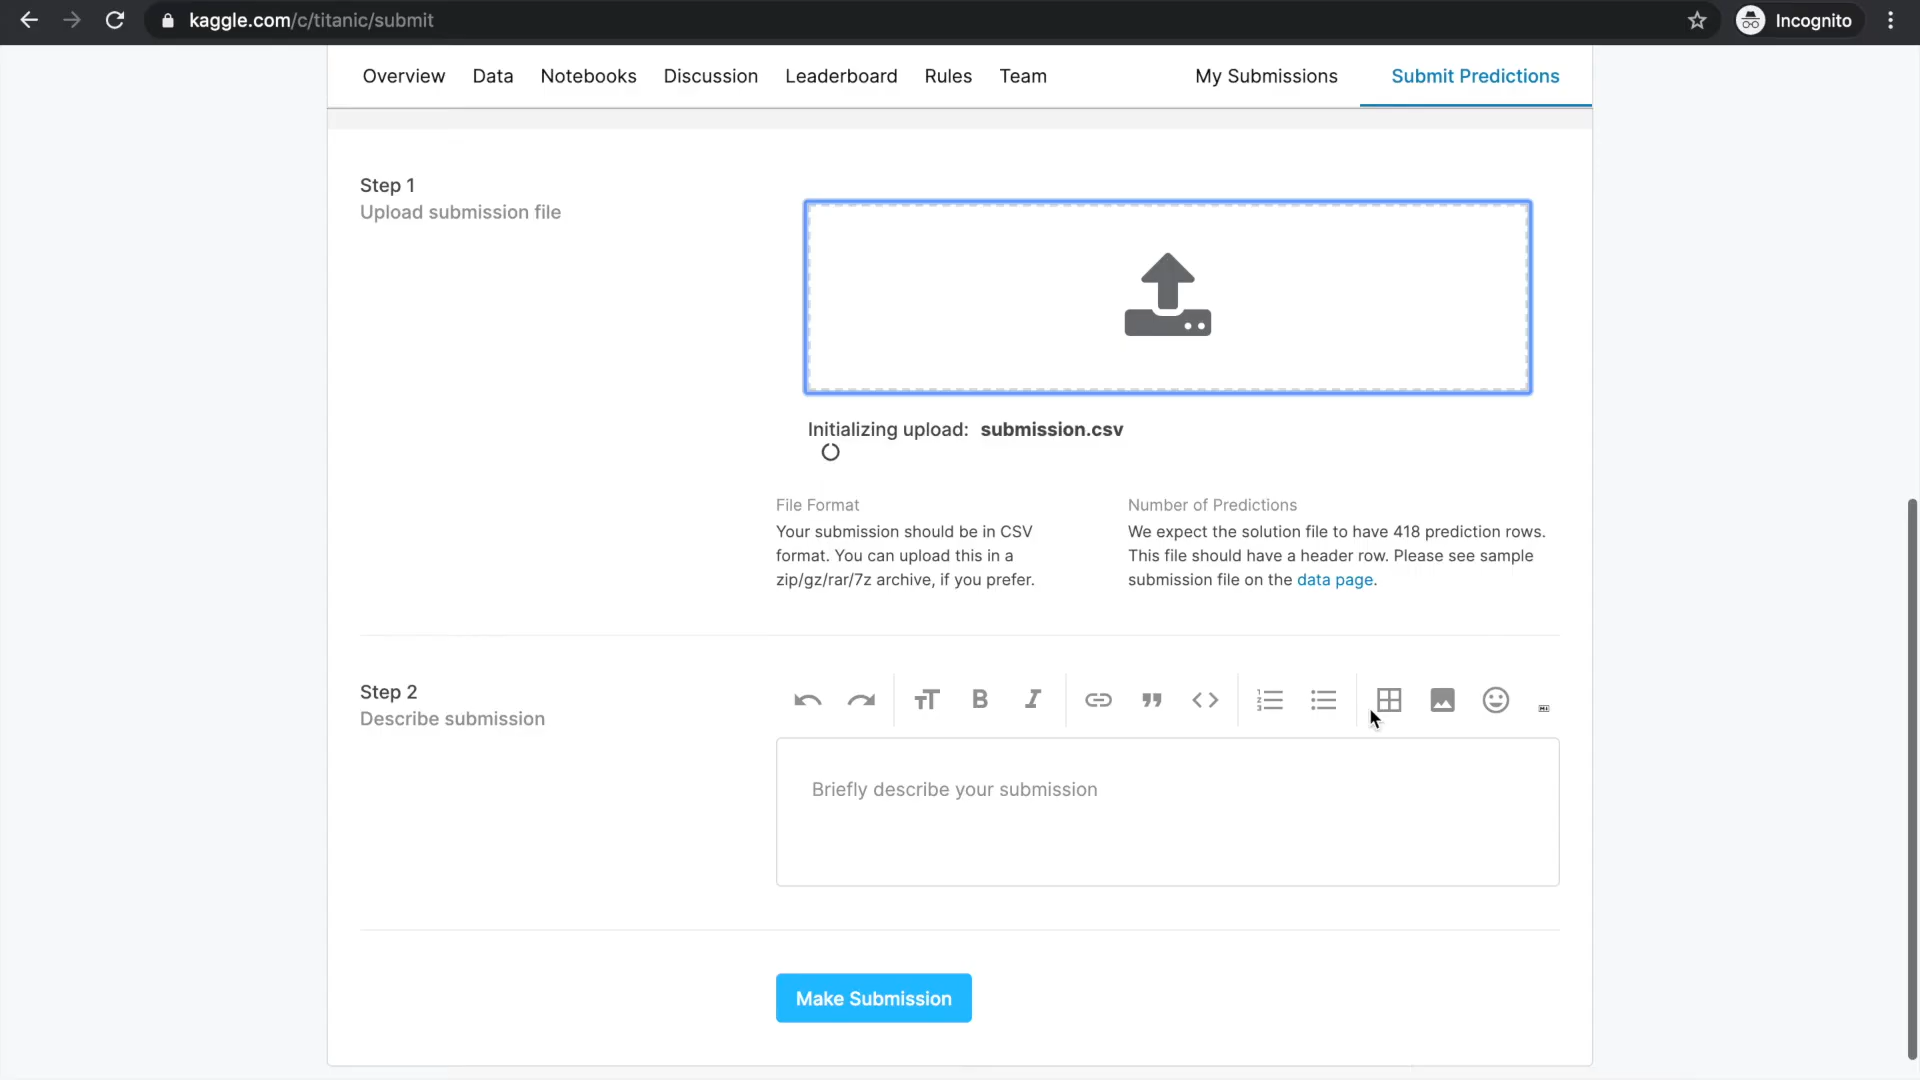 kaggle.com/c/titanic/submit
Incognito
Overview Data Notebooks Discussion Leaderboard Rules Team My Submissions Submit Predictions
Step 1
Upload submission file
Initializing upload: submission.csv
File Format
Your submission should be in CSV
format. You can upload this in a
zip/gz/rar/7z archive, if you prefer.
Number of Predictions
We expect the solution file to have 418 prediction rows.
This file should have a header row. Please see sample
submission file on the data page.
Step 2
Describe submission
Briefly describe your submission
Make Submission